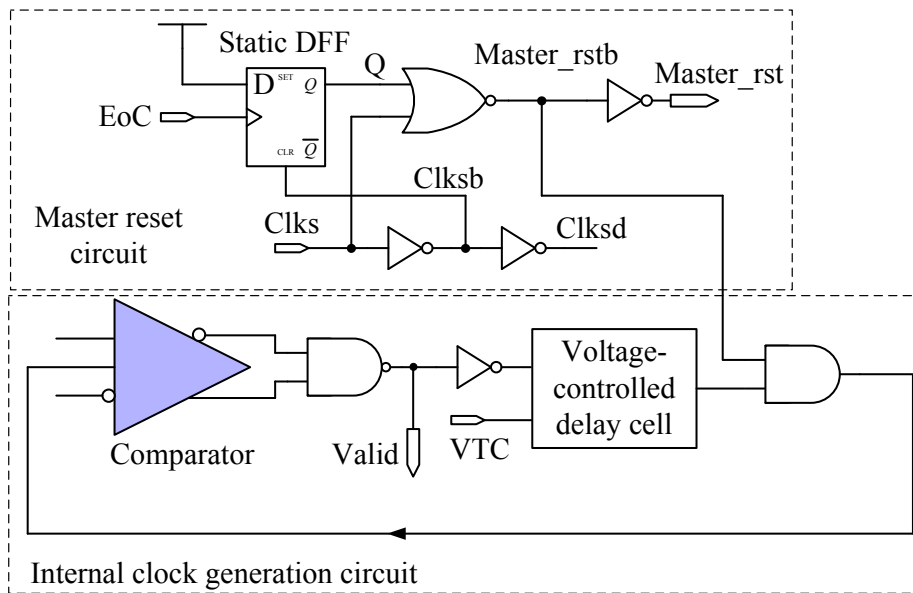 Static DFF
Q
Master_rstb
Master_rst
D
SET
Q
EoC
CLR
Q̅
Clksb
Clks
Clksd
Master reset
circuit
Voltage-
controlled
delay cell
VTC
Valid
Comparator
Internal clock generation circuit